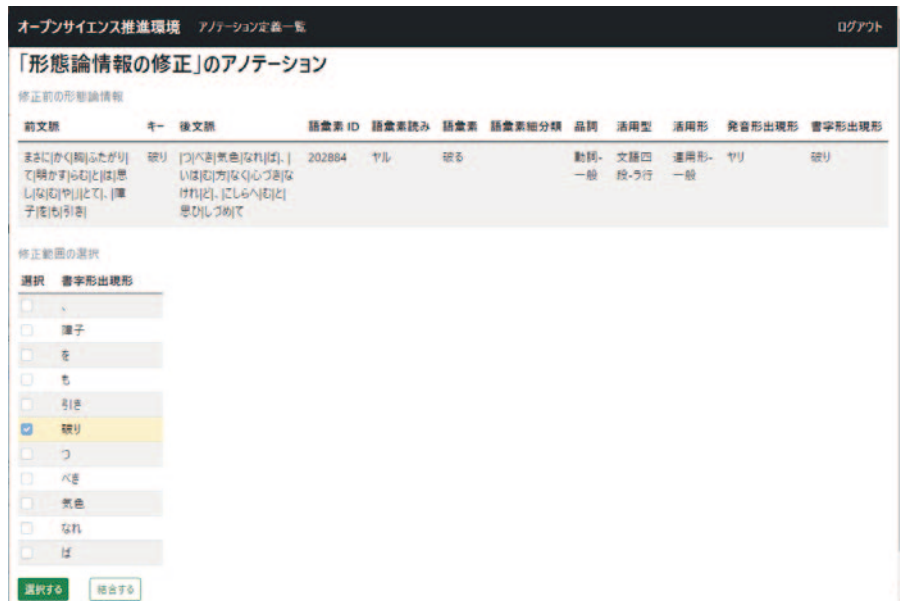 オープンサイエンス推進環境 アノテーション定義一覧 ログアウト
「形態論情報の修正」のアノテーション
修正前の形態論情報
前文脈 キー 後文脈 語彙素 ID 語彙素読み 語彙素 語彙素細分類 品詞 活用型 活用形 発音形出現形 書字形出現形
まさに|かく|胸|ふたがり| 破り |つ|べき|気色|なれ|ば|、| 202884 ヤル 破る 動詞- 文語四 連用形- ヤリ 破り
て|明かす|らむ|と|は|思 いは|む|方|なく|心づき|な 一般 段-ラ行 一般
し|な|む|や|」|とて|、|障 けれ|ど|、|こしらへ|む|と|
子|を|も|引き| 思ひ|しづめ|て
修正範囲の選択
選択 書字形出現形
、
障子
を
も
引き
破り
つ
べき
気色
なれ
ば
選択する 結合する